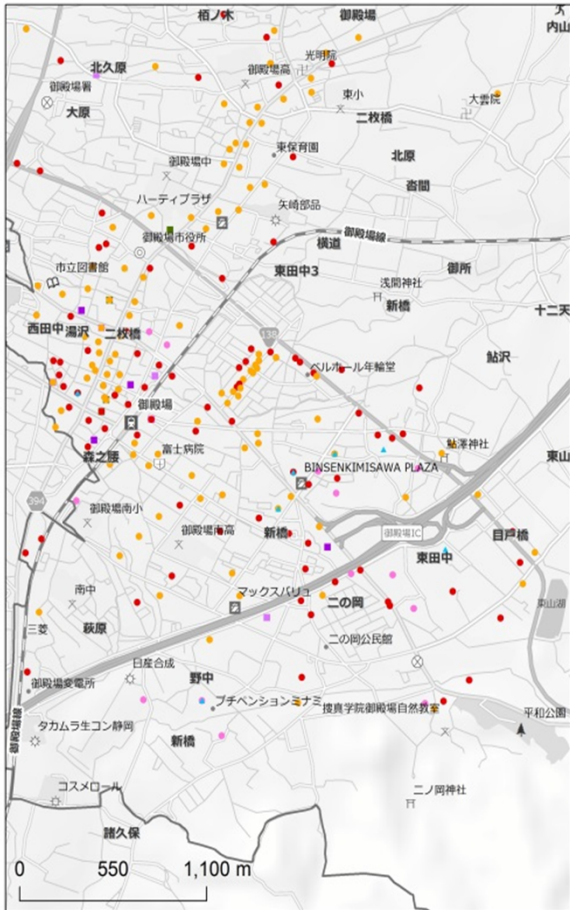 栢ノ木
御殿場
内山
光明院
北久原
御殿場高
御殿場署
東小
大雲院
大原
二枚橋
東保育園
御殿場中
北原
沓間
ハーティプラザ
矢崎部品
御殿場線
御殿場市役所
横道
市立図書館
東田中3
御所
浅間神社
新橋
十二天
西田中
湯沢
二枚橋
138
鮎沢
ベルホール年輪堂
御殿場
鮎澤神社
富士病院
東山
森之腰
BINSENKIMISAWA PLAZA
394
御殿場南小
御殿場南高
新橋
御殿場IC
目戸橋
東田中
南中
マックスバリュ
東山湖
三菱
萩原
二の岡
二の岡公民館
日産合成
野中
御殿場変電所
プチペンションミナミ
捜真学院御殿場自然教室
平和公園
御殿場線
タカムラ生コン静岡
新橋
コスメロール
二ノ岡神社
諸久保
0 550 1,100 m